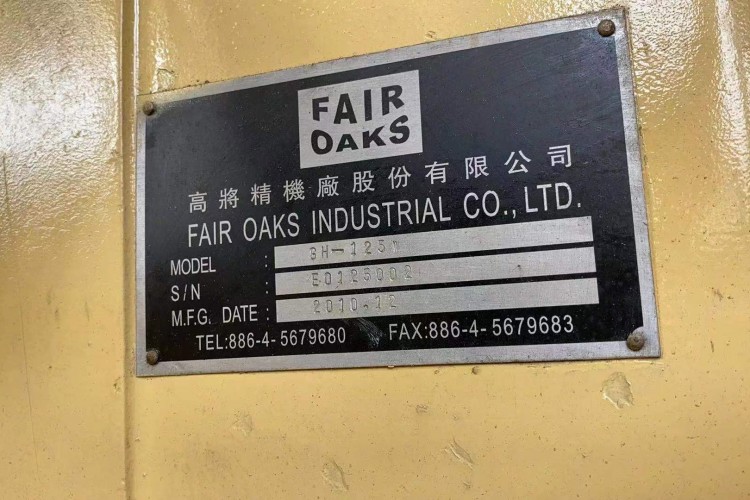 FAIR
OAKS
高將精機廠股份有限公司
FAIR OAKS INDUSTRIAL CO., LTD.
MODEL :
S/N : E0125002
M.F.G. DATE : 2010.12
TEL:886-4-5679680 FAX:886-4-5679683